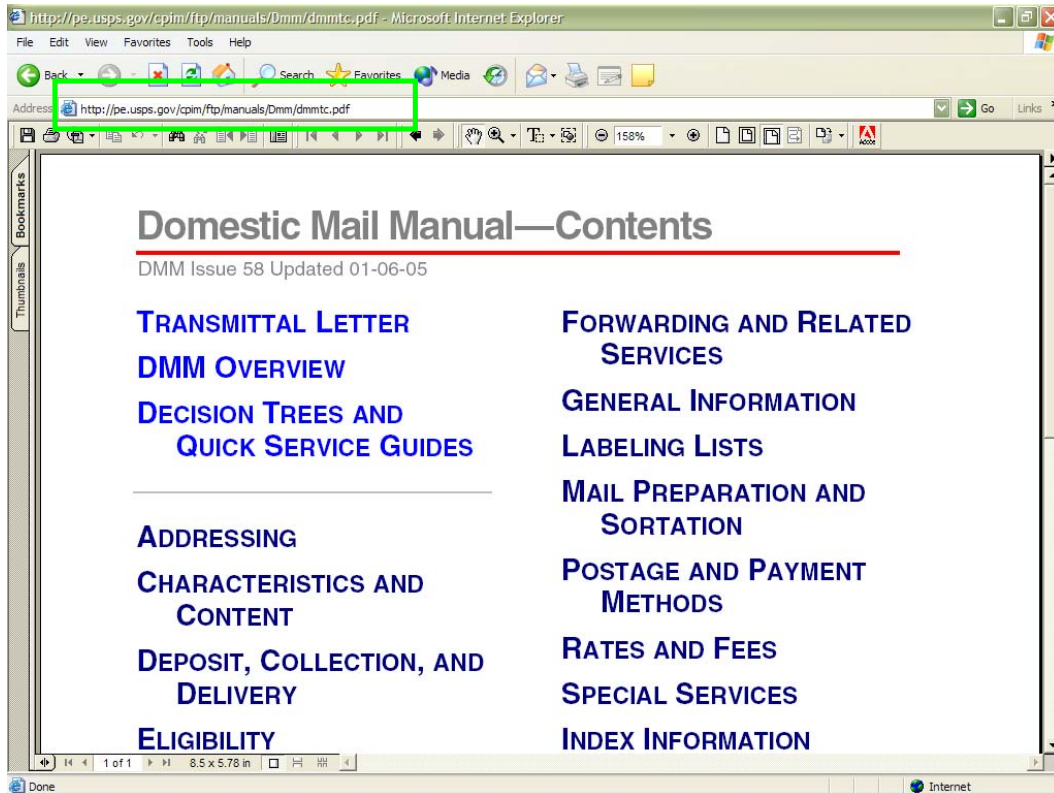 http://pe.usps.gov/cpim/ftp/manuals/Dmm/dmmtc.pdf - Microsoft Internet Explorer
File Edit View Favorites Tools Help
Back Search Favorites Media
Address http://pe.usps.gov/cpim/ftp/manuals/Dmm/dmmtc.pdf Go Links
158% Adobe
Bookmarks
Thumbnails
Domestic Mail Manual—Contents
DMM Issue 58 Updated 01-06-05
TRANSMITTAL LETTER
DMM OVERVIEW
DECISION TREES AND
QUICK SERVICE GUIDES
ADDRESSING
CHARACTERISTICS AND
CONTENT
DEPOSIT, COLLECTION, AND
DELIVERY
ELIGIBILITY
FORWARDING AND RELATED
SERVICES
GENERAL INFORMATION
LABELING LISTS
MAIL PREPARATION AND
SORTATION
POSTAGE AND PAYMENT
METHODS
RATES AND FEES
SPECIAL SERVICES
INDEX INFORMATION
1 of 1 8.5 x 5.78 in
Done Internet